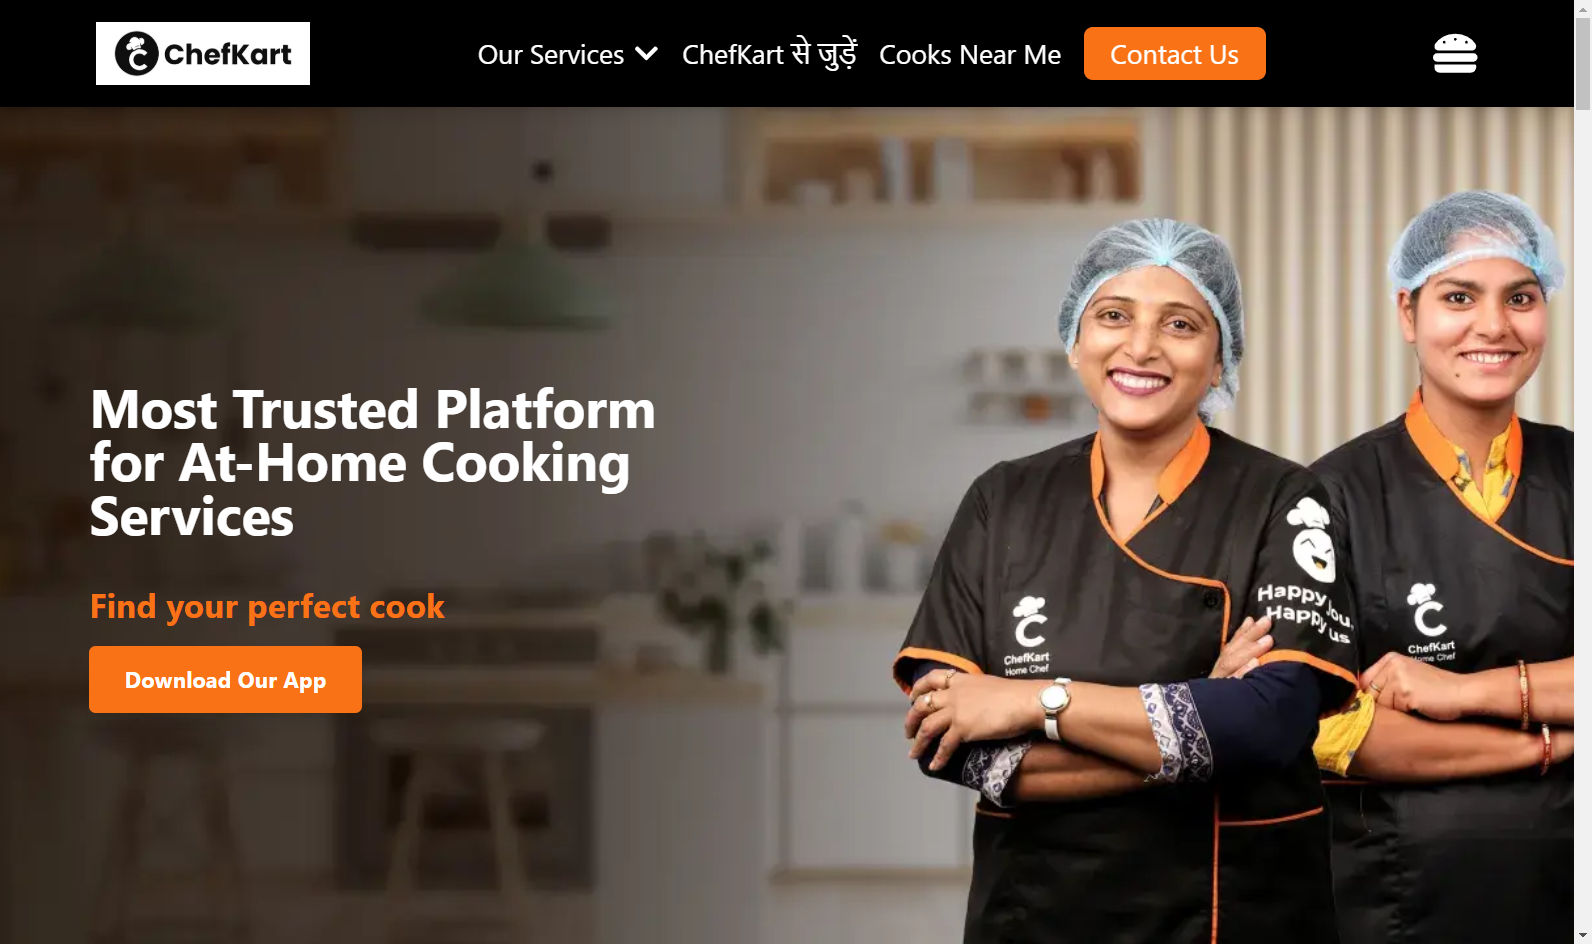 ChefKart
Our Services
ChefKart से जुड़ें
Cooks Near Me
Contact Us
Most Trusted Platform
for At-Home Cooking
Services
Find your perfect cook
Download Our App
ChefKart
Home Chef
Happy You,
Happy us
ChefKart
Home Chef